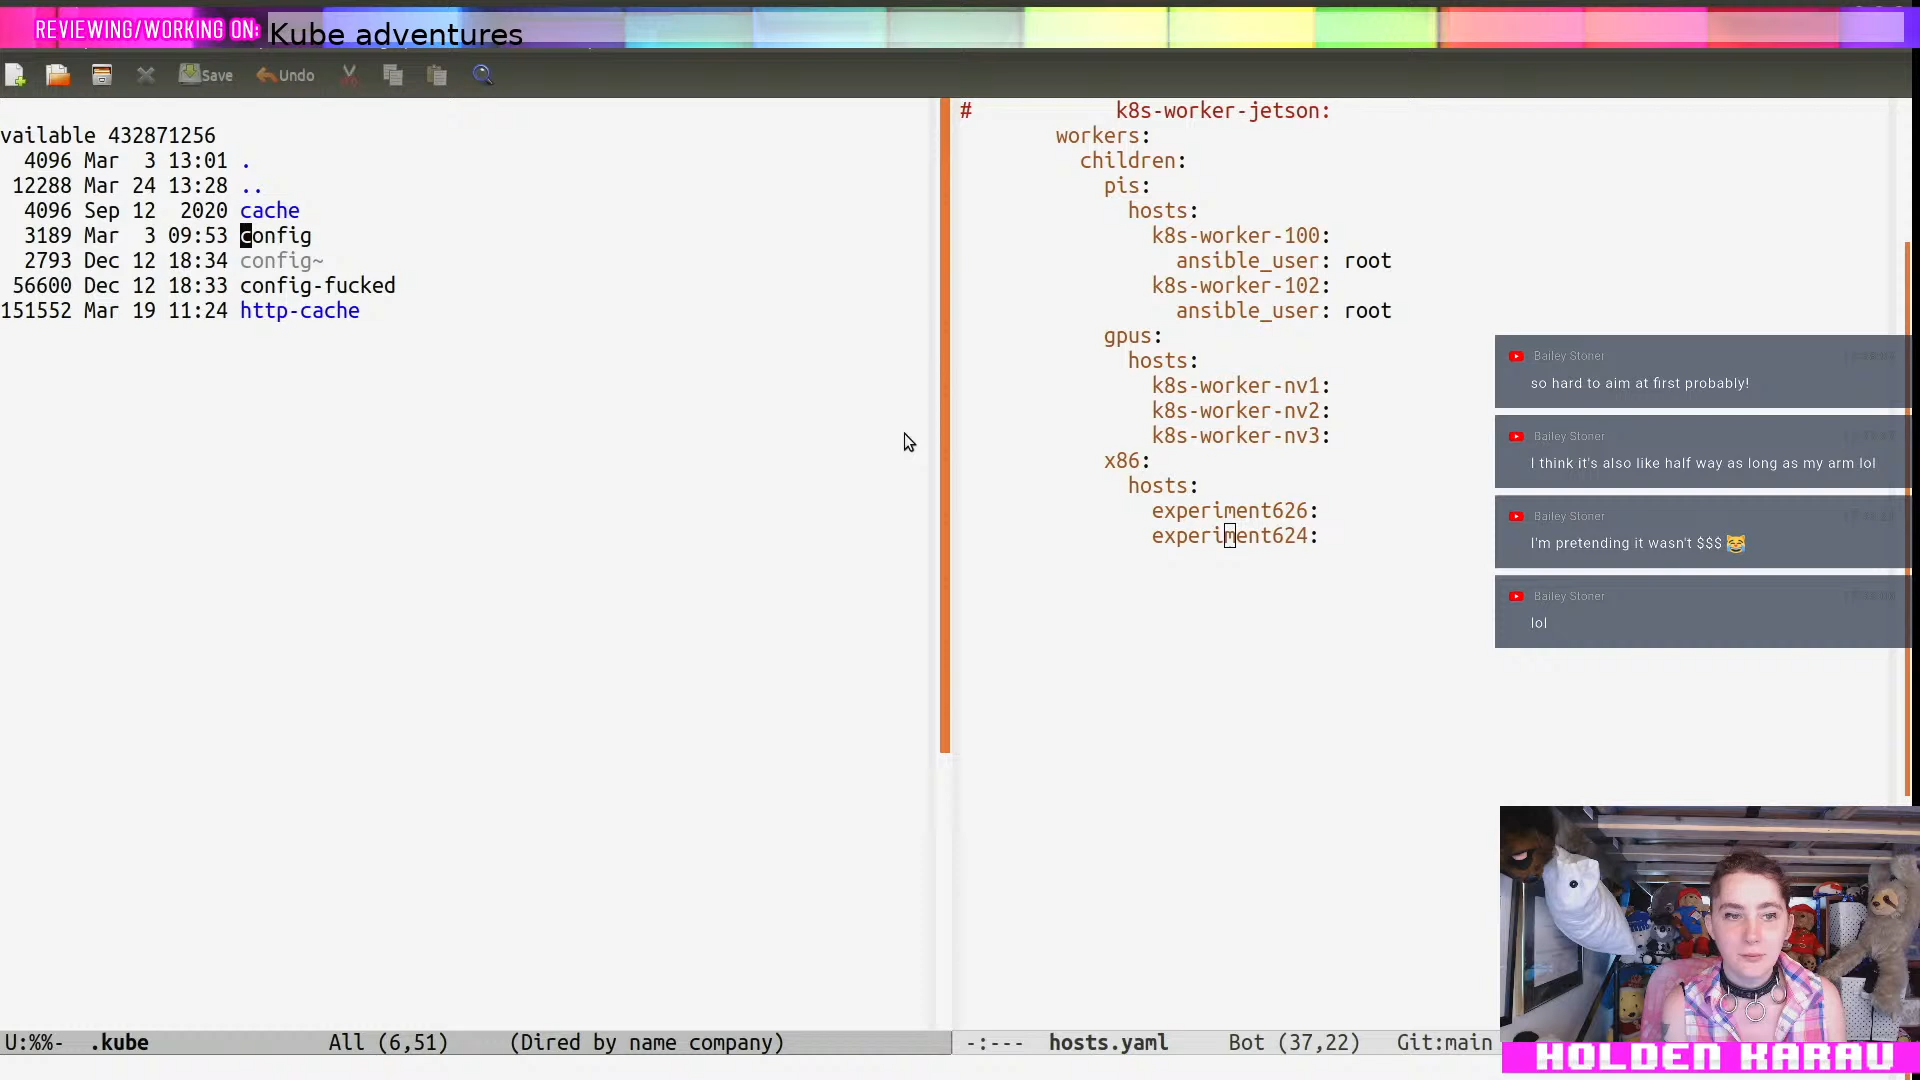 REVIEWING/WORKING ON: Kube adventures
Save Undo
vailable 432871256
4096 Mar 3 13:01 .
12288 Mar 24 13:28 ..
4096 Sep 12 2020 cache
3189 Mar 3 09:53 config
2793 Dec 12 18:34 config~
56600 Dec 12 18:33 config-fucked
151552 Mar 19 11:24 http-cache
U:%%- .kube All (6,51) (Dired by name company)
# k8s-worker-jetson:
workers:
children:
pis:
hosts:
k8s-worker-100:
ansible_user: root
k8s-worker-102:
ansible_user: root
gpus:
hosts:
k8s-worker-nv1:
k8s-worker-nv2:
k8s-worker-nv3:
x86:
hosts:
experiment626:
experiment624:
-:--- hosts.yaml Bot (37,22) Git:main
Bailey Stoner
so hard to aim at first probably!
Bailey Stoner
I think it's also like half way as long as my arm lol
Bailey Stoner
I'm pretending it wasn't $$$ 😹
Bailey Stoner
lol
HOLDEN KARAU